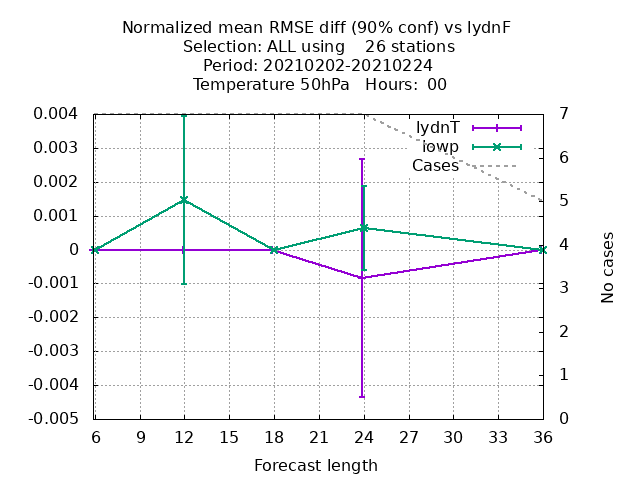 Normalized mean RMSE diff (90% conf) vs IydnF
Selection: ALL using    26 stations
Period: 20210202-20210224
Temperature 50hPa   Hours:  00
0.004
0.003
0.002
0.001
0
-0.001
-0.002
-0.003
-0.004
-0.005
7
6
5
4
3
2
1
0
IydnT
iowp
Cases
No cases
6 9 12 15 18 21 24 27 30 33 36
Forecast length